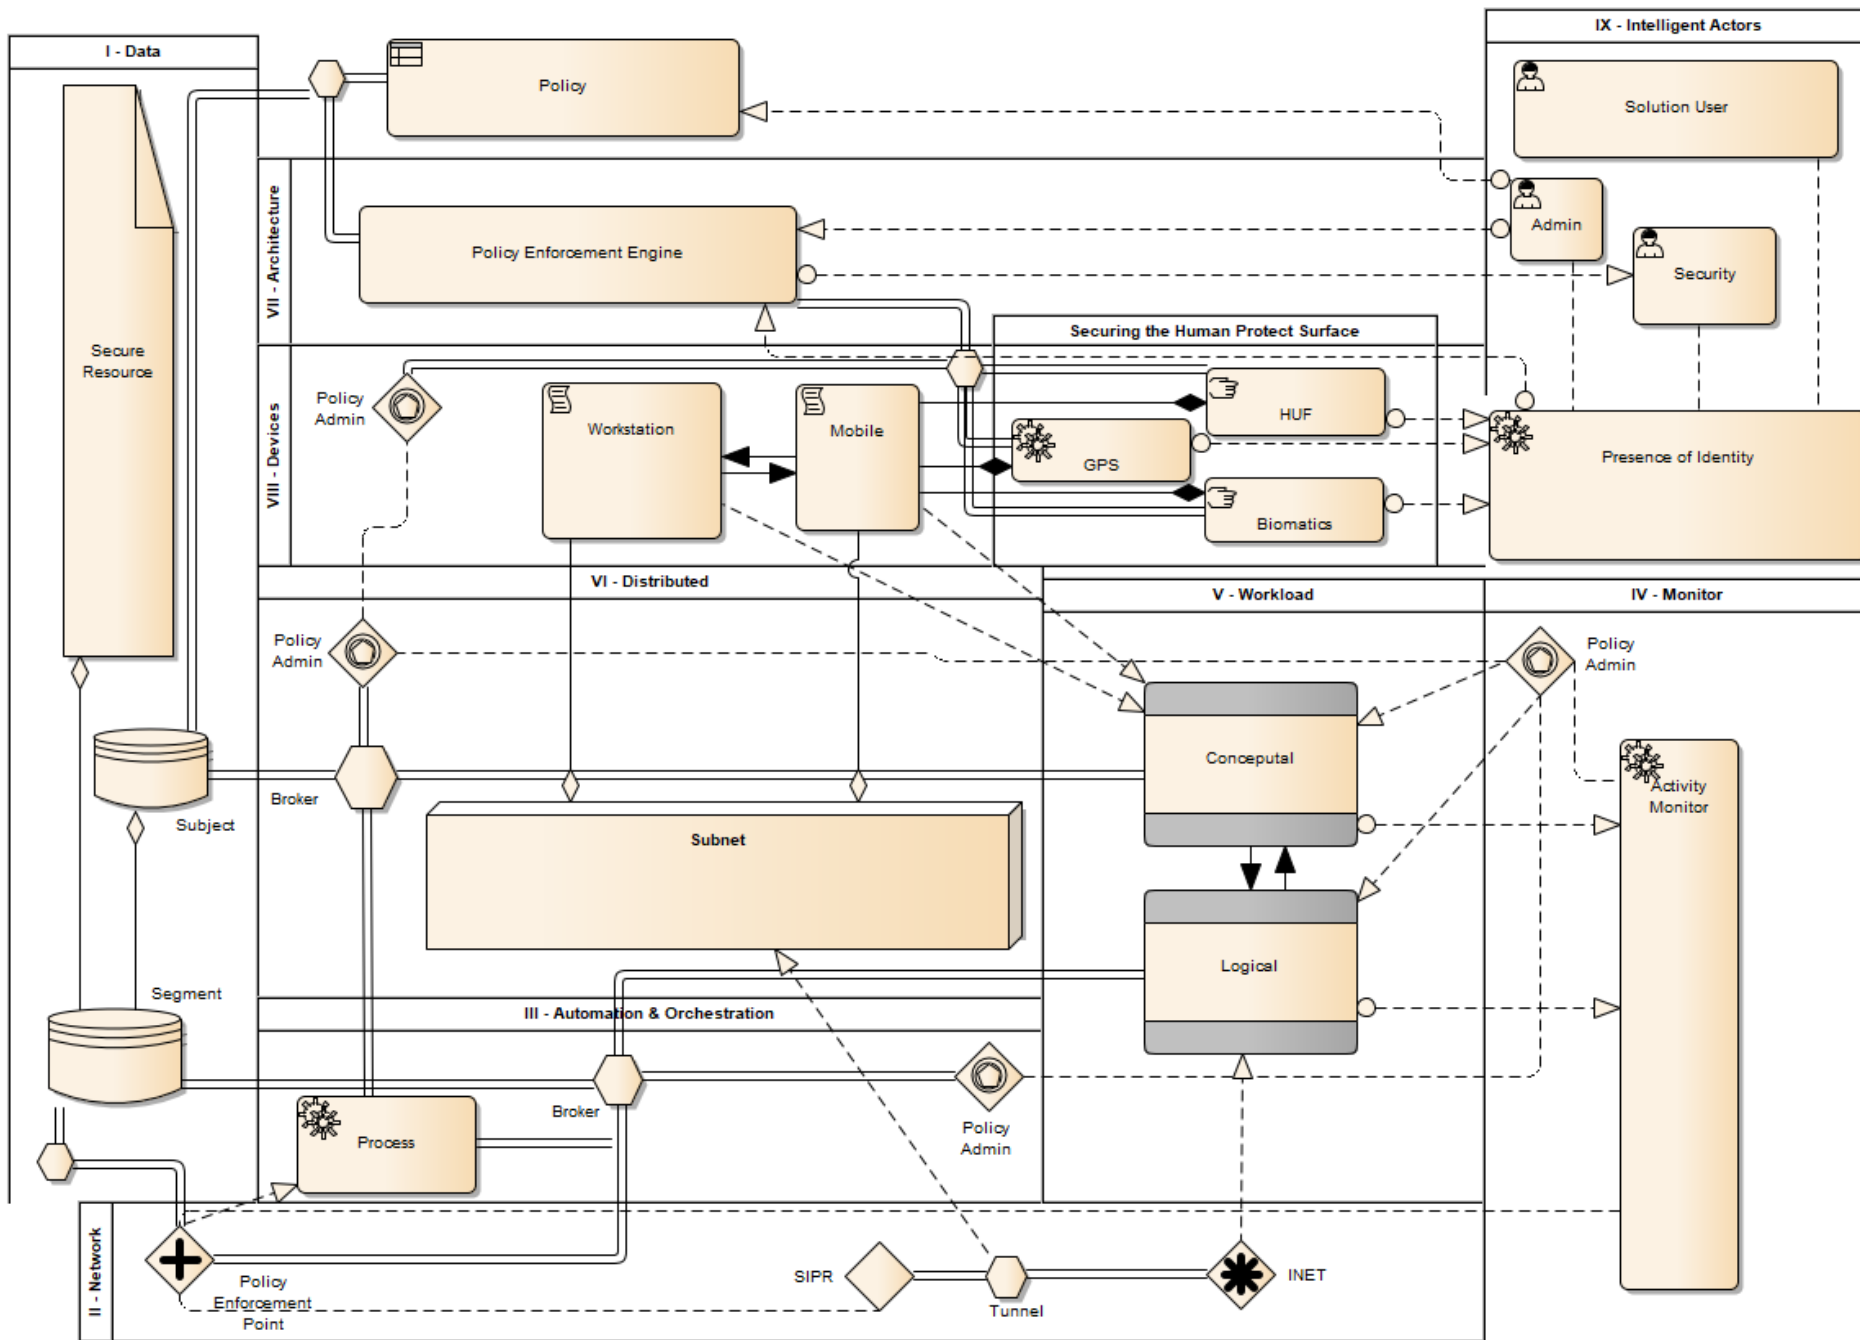 IX - Intelligent Actors
I - Data
Policy
Solution User
Admin
VII - Architecture
Policy Enforcement Engine
Security
Securing the Human Protect Surface
Secure
Resource
VIII - Devices
Policy
Admin
Workstation
Mobile
HUF
GPS
Biomatics
Presence of Identity
VI - Distributed
V - Workload
IV - Monitor
Policy
Admin
Policy
Admin
Conceputal
Activity
Monitor
Broker
Subject
Subnet
Logical
Segment
III - Automation & Orchestration
Broker
Policy
Admin
Process
II - Network
Policy
Enforcement
Point
SIPR
Tunnel
INET